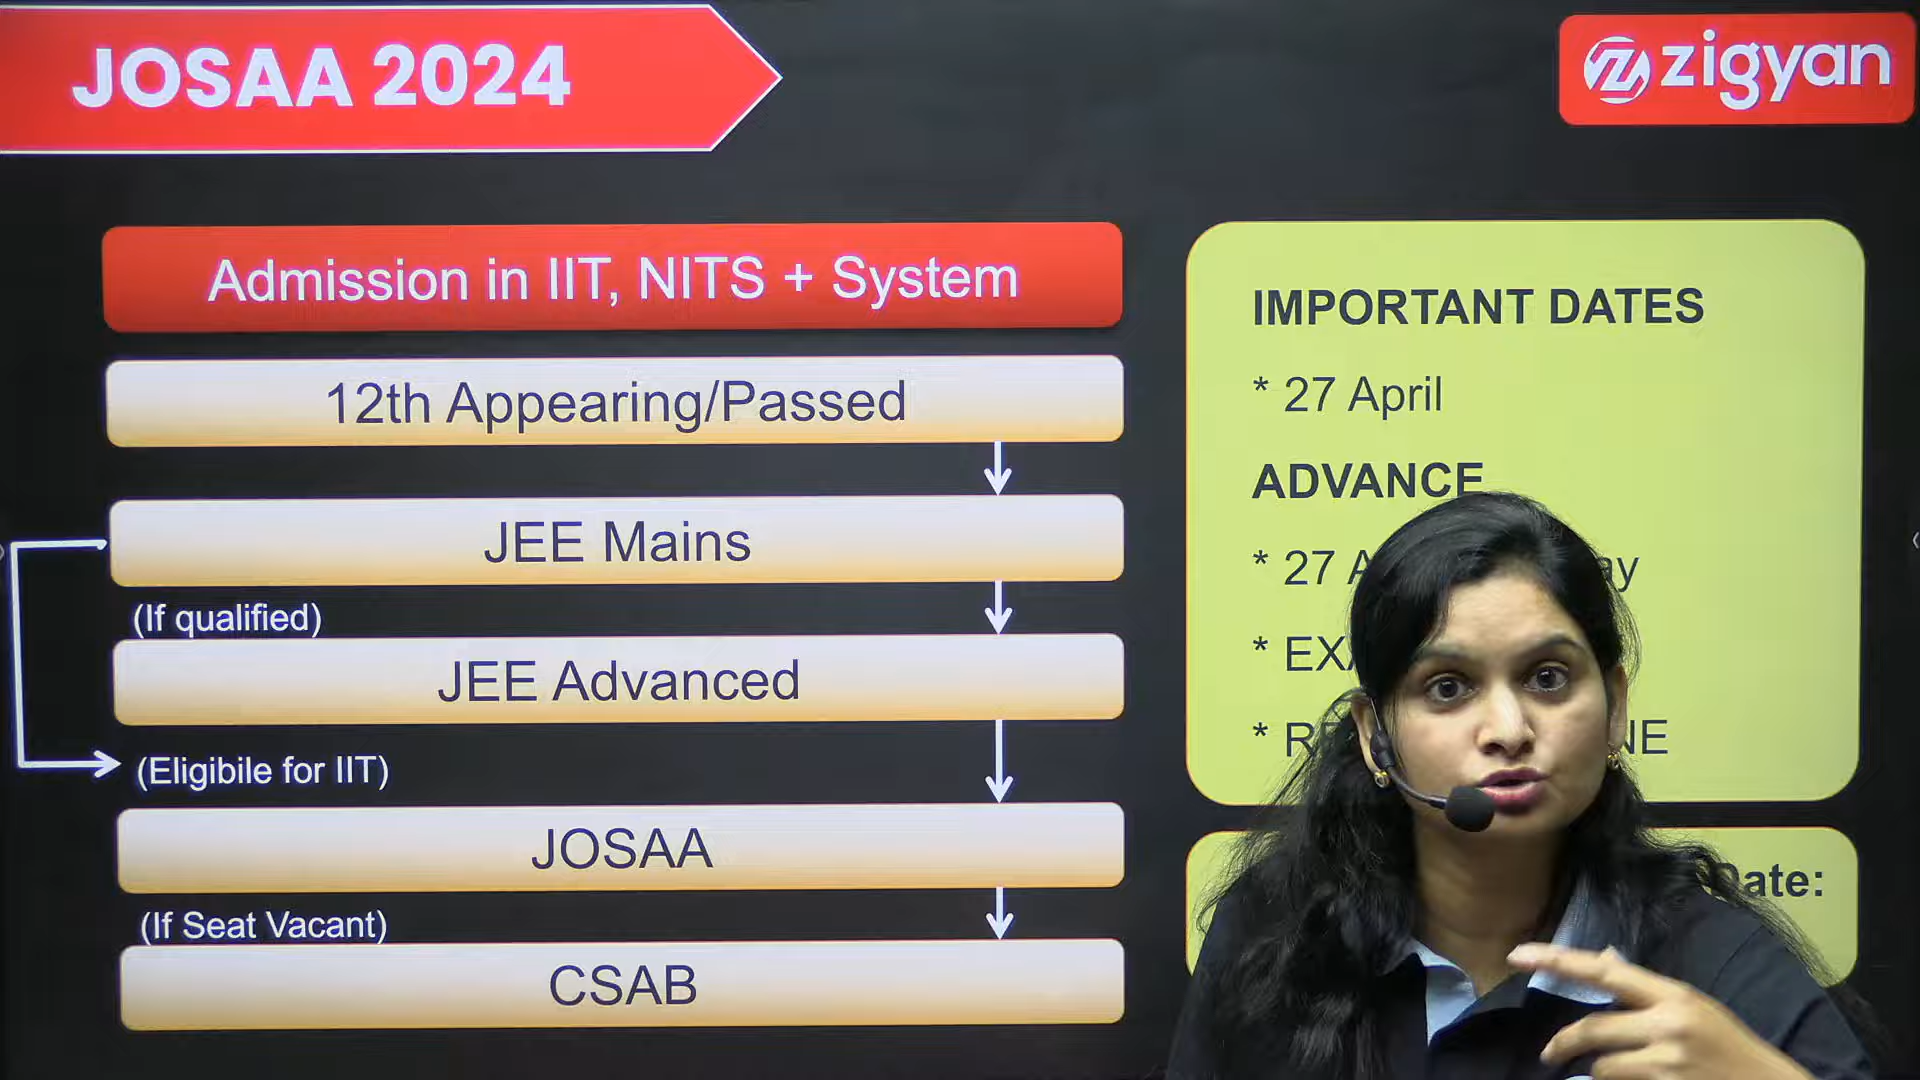 JOSAA 2024
zigyan
Admission in IIT, NITS + System
12th Appearing/Passed
JEE Mains
(If qualified)
JEE Advanced
(Eligibile for IIT)
JOSAA
(If Seat Vacant)
CSAB
IMPORTANT DATES
* 27 April
ADVANCE
* 27
*
*
Date: